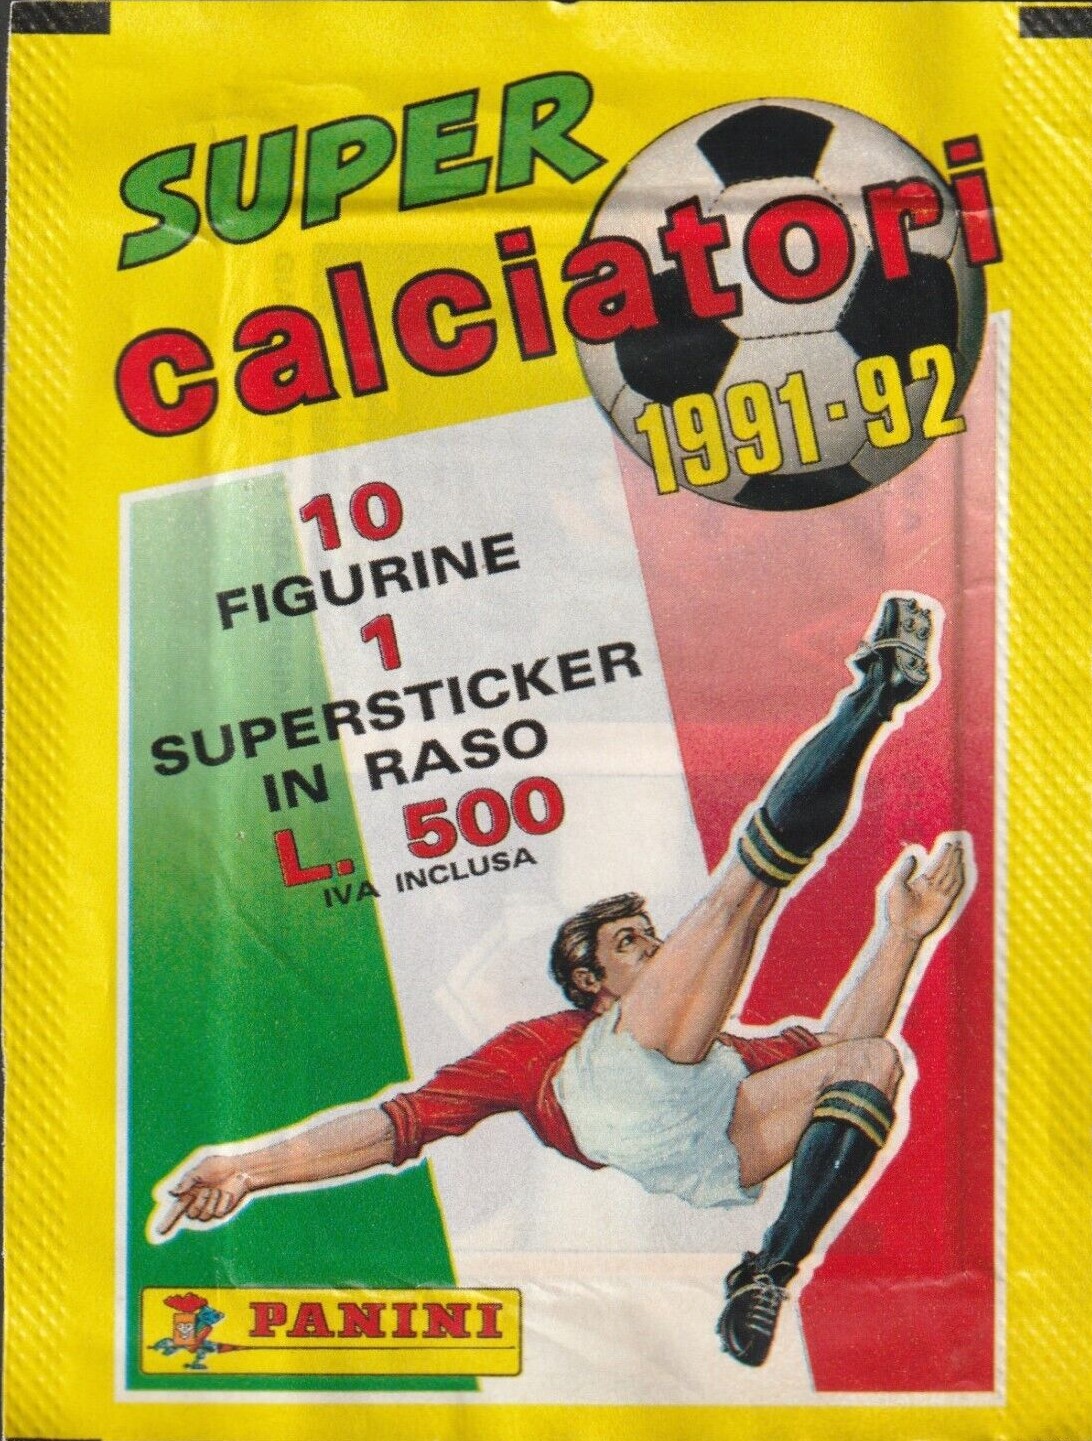 SUPER
calciatori
1991-92
10
FIGURINE
1
SUPERSTICKER
IN RASO
L. 500
IVA INCLUSA
PANINI